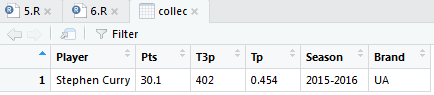 5.R 6.R collec
Filter
Player Pts T3p Tp Season Brand
1 Stephen Curry 30.1 402 0.454 2015-2016 UA